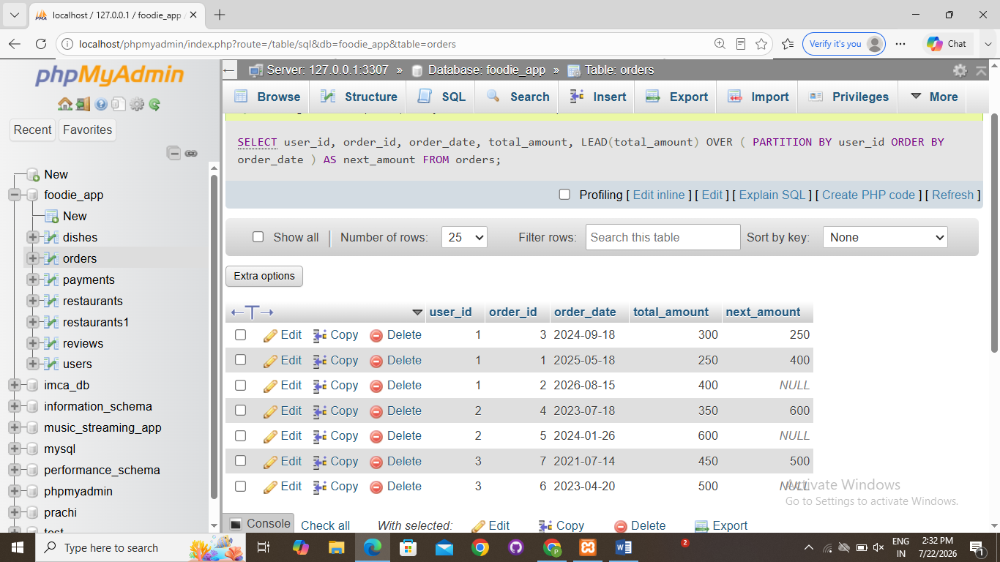 localhost / 127.0.0.1 / foodie_app
localhost/phpmyadmin/index.php?route=/table/sql&db=foodie_app&table=orders
Verify it's you
Chat
phpMyAdmin
Recent Favorites
New
foodie_app
New
dishes
orders
payments
restaurants
restaurants1
reviews
users
imca_db
information_schema
music_streaming_app
mysql
performance_schema
phpmyadmin
prachi
Server: 127.0.0.1:3307 » Database: foodie_app » Table: orders
Browse Structure SQL Search Insert Export Import Privileges More
SELECT user_id, order_id, order_date, total_amount, LEAD(total_amount) OVER ( PARTITION BY user_id ORDER BY
order_date ) AS next_amount FROM orders;
Profiling [ Edit inline ] [ Edit ] [ Explain SQL ] [ Create PHP code ] [ Refresh ]
Show all Number of rows: 25 Filter rows: Search this table Sort by key: None
Extra options
user_id order_id order_date total_amount next_amount
Edit Copy Delete 1 3 2024-09-18 300 250
Edit Copy Delete 1 1 2025-05-18 250 400
Edit Copy Delete 1 2 2026-08-15 400 NULL
Edit Copy Delete 2 4 2023-07-18 350 600
Edit Copy Delete 2 5 2024-01-26 600 NULL
Edit Copy Delete 3 7 2021-07-14 450 500
Edit Copy Delete 3 6 2023-04-20 500 NULL
Activate Windows
Go to Settings to activate Windows.
Console Check all With selected: Edit Copy Delete Export
Type here to search
2
ENG
IN
2:32 PM
7/22/2026
1